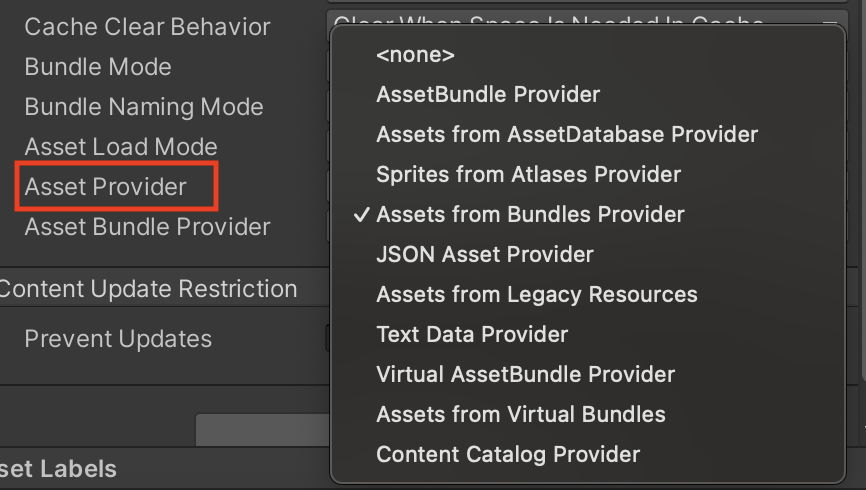 Cache Clear Behavior
Clear When Space Is Needed In Cache
Bundle Mode
Bundle Naming Mode
Asset Load Mode
Asset Provider
Asset Bundle Provider
Content Update Restriction
Prevent Updates
set Labels
<none>
AssetBundle Provider
Assets from AssetDatabase Provider
Sprites from Atlases Provider
✓ Assets from Bundles Provider
JSON Asset Provider
Assets from Legacy Resources
Text Data Provider
Virtual AssetBundle Provider
Assets from Virtual Bundles
Content Catalog Provider